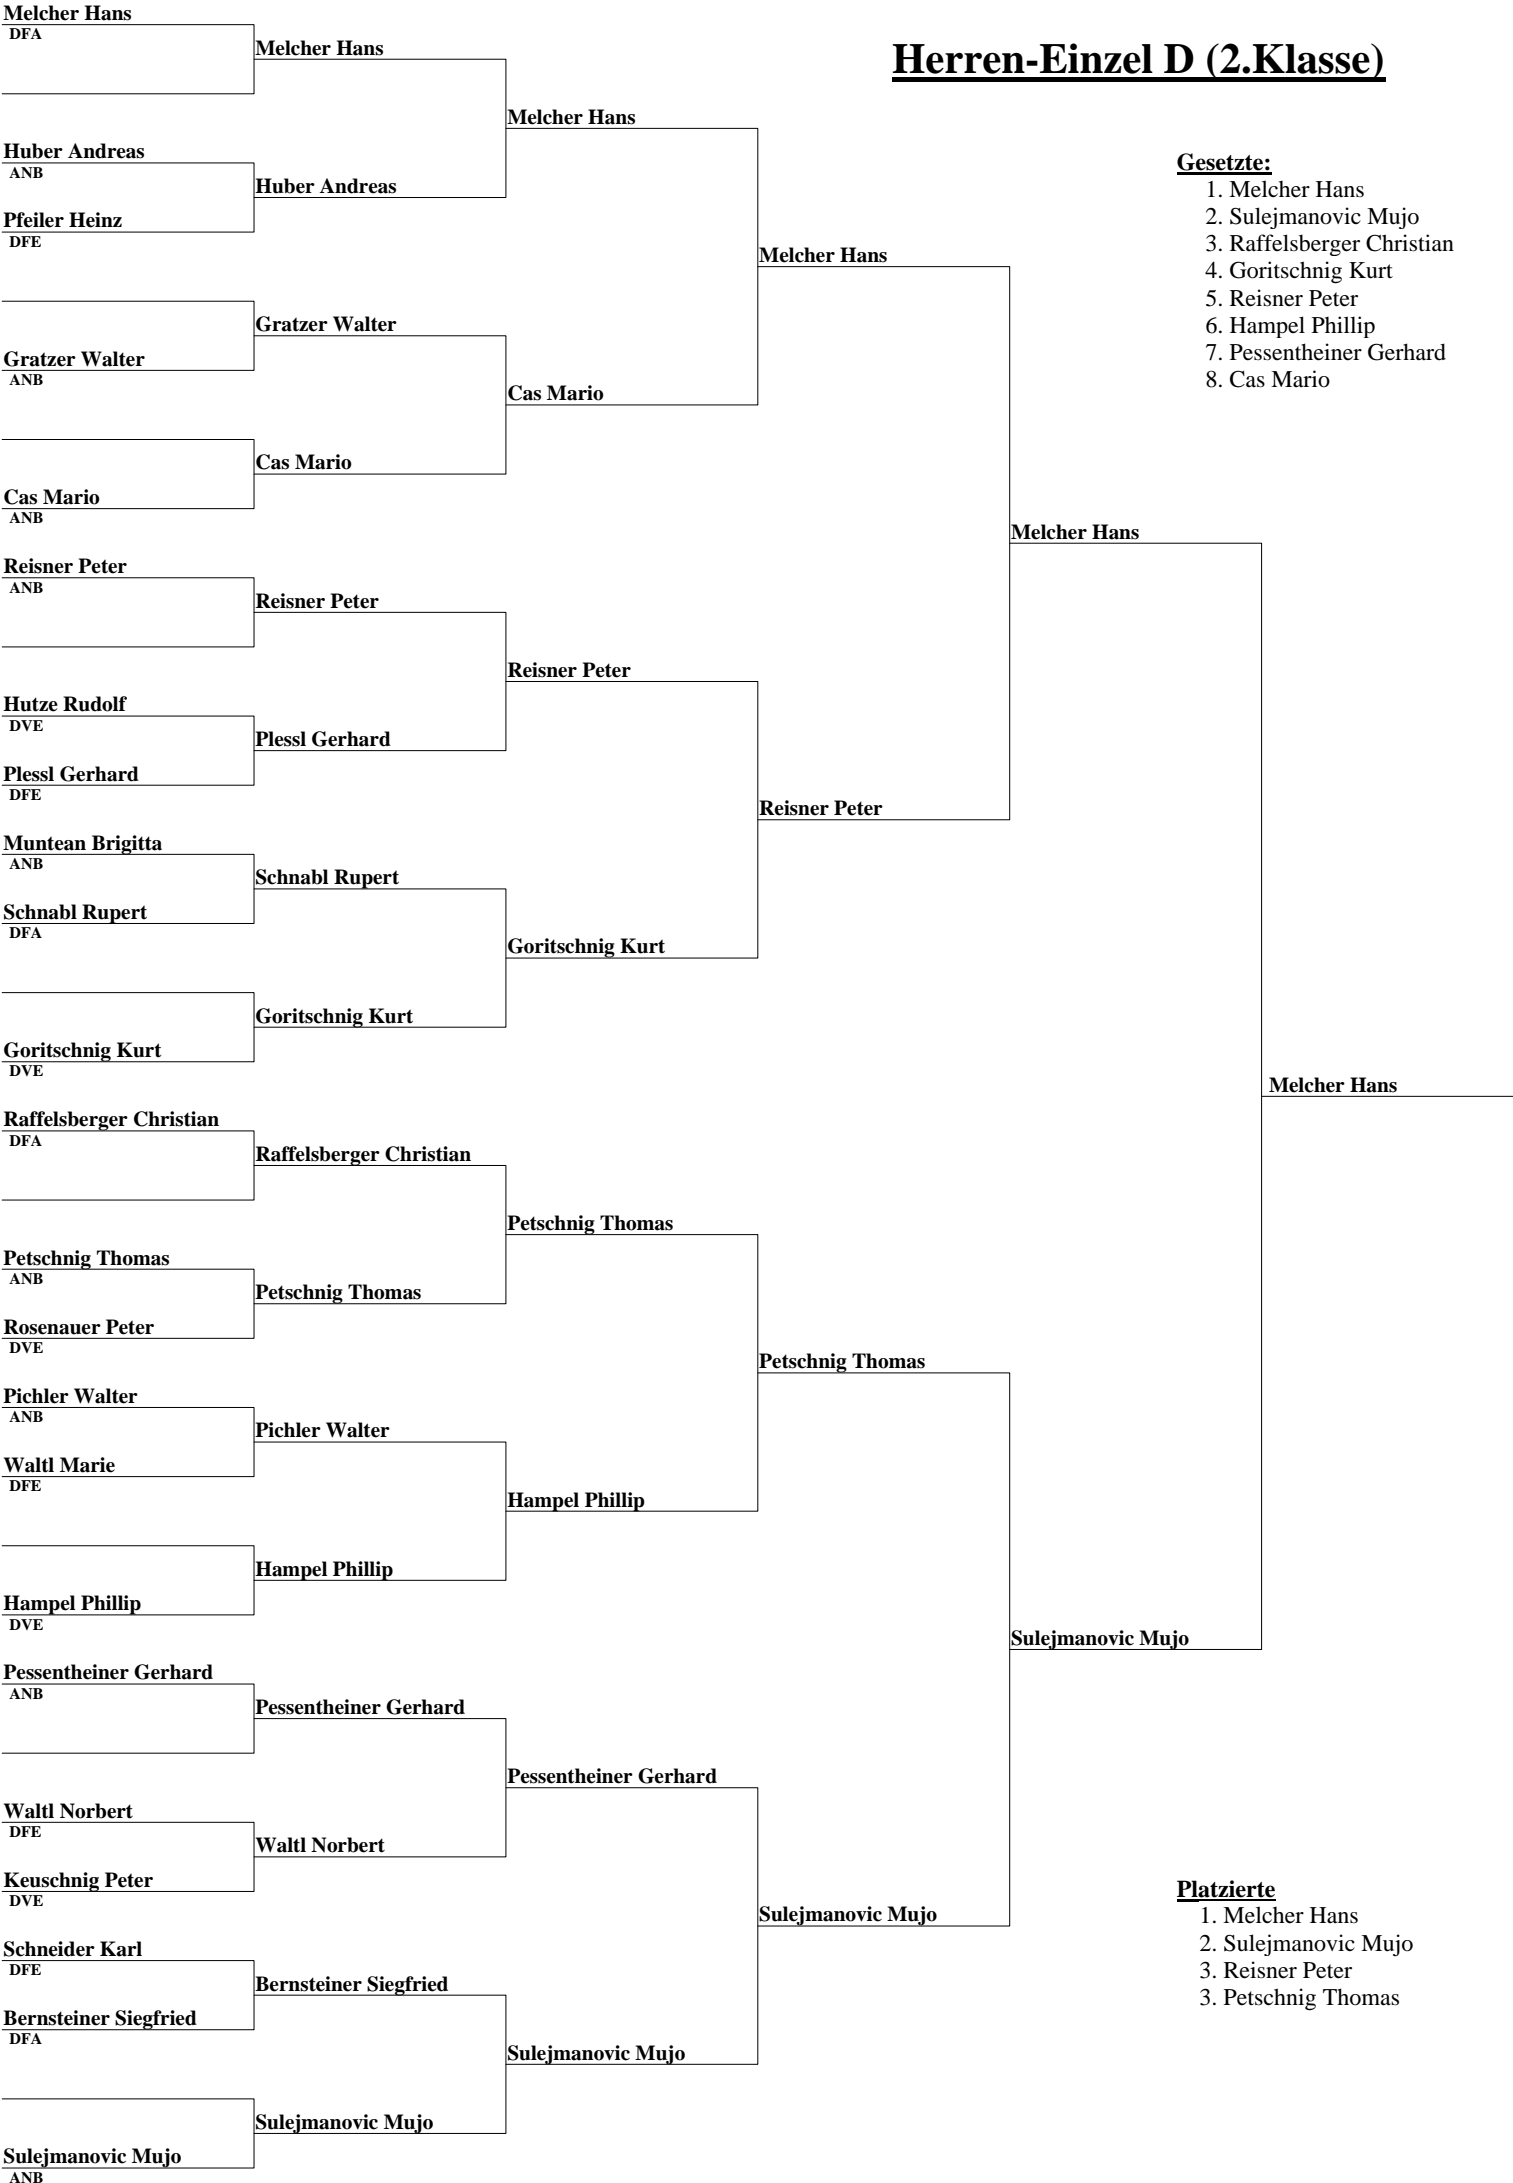 Herren-Einzel D (2.Klasse)
Gesetzte:
1. Melcher Hans
2. Sulejmanovic Mujo
3. Raffelsberger Christian
4. Goritschnig Kurt
5. Reisner Peter
6. Hampel Phillip
7. Pessentheiner Gerhard
8. Cas Mario
Melcher Hans
DFA
Huber Andreas
ANB
Pfeiler Heinz
DFE
Gratzer Walter
ANB
Cas Mario
ANB
Reisner Peter
ANB
Hutze Rudolf
DVE
Plessl Gerhard
DFE
Muntean Brigitta
ANB
Schnabl Rupert
DFA
Goritschnig Kurt
DVE
Raffelsberger Christian
DFA
Petschnig Thomas
ANB
Rosenauer Peter
DVE
Pichler Walter
ANB
Waltl Marie
DFE
Hampel Phillip
DVE
Pessentheiner Gerhard
ANB
Waltl Norbert
DFE
Keuschnig Peter
DVE
Schneider Karl
DFE
Bernsteiner Siegfried
DFA
Sulejmanovic Mujo
ANB
Melcher Hans
Huber Andreas
Gratzer Walter
Cas Mario
Reisner Peter
Plessl Gerhard
Schnabl Rupert
Goritschnig Kurt
Raffelsberger Christian
Petschnig Thomas
Pichler Walter
Hampel Phillip
Pessentheiner Gerhard
Waltl Norbert
Bernsteiner Siegfried
Sulejmanovic Mujo
Melcher Hans
Cas Mario
Reisner Peter
Goritschnig Kurt
Petschnig Thomas
Hampel Phillip
Pessentheiner Gerhard
Sulejmanovic Mujo
Melcher Hans
Reisner Peter
Petschnig Thomas
Sulejmanovic Mujo
Melcher Hans
Sulejmanovic Mujo
Melcher Hans
Platzierte
1. Melcher Hans
2. Sulejmanovic Mujo
3. Reisner Peter
3. Petschnig Thomas